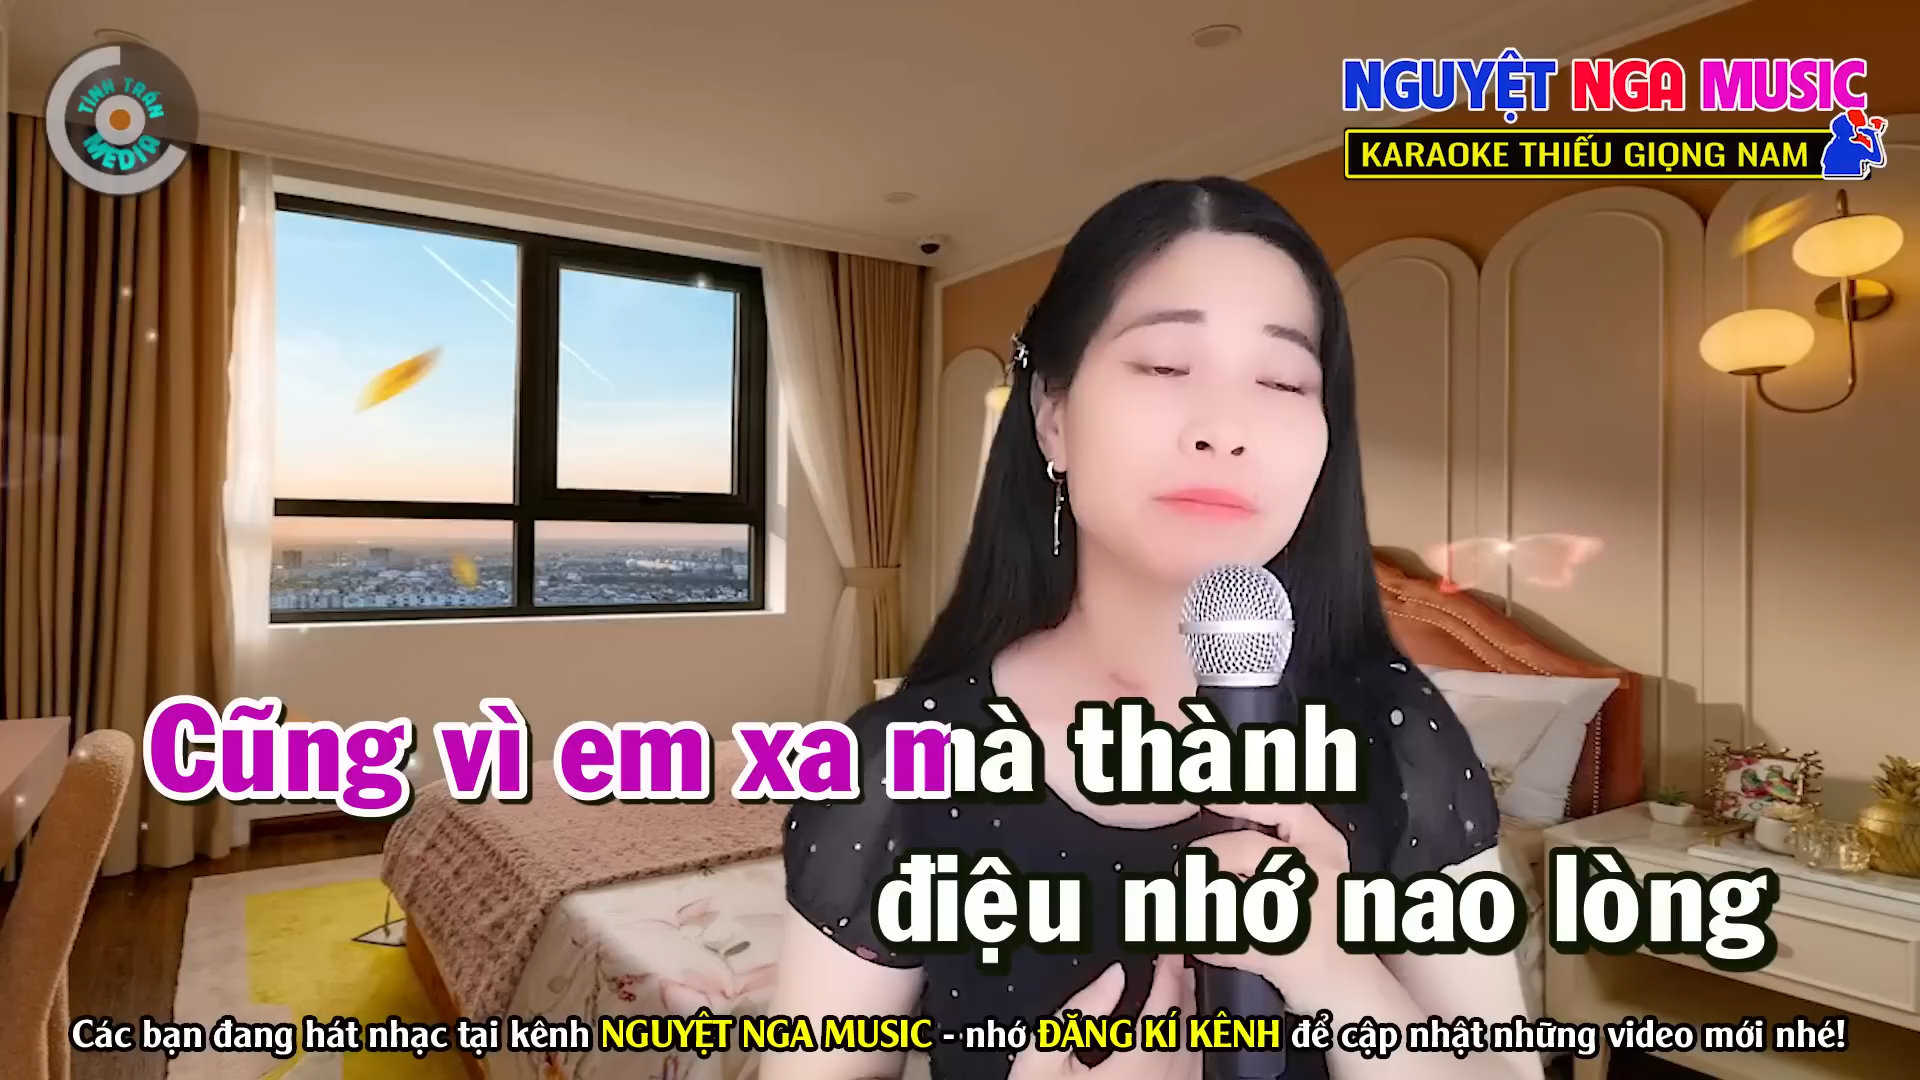 TÌNH TRẦN
MEDIA
NGUYỆT NGA MUSIC
KARAOKE THIẾU GIỌNG NAM
Cũng vì em xa mà thành
điệu nhớ nao lòng
Các bạn đang hát nhạc tại kênh NGUYỆT NGA MUSIC - nhớ ĐĂNG KÍ KÊNH để cập nhật những video mới nhé!